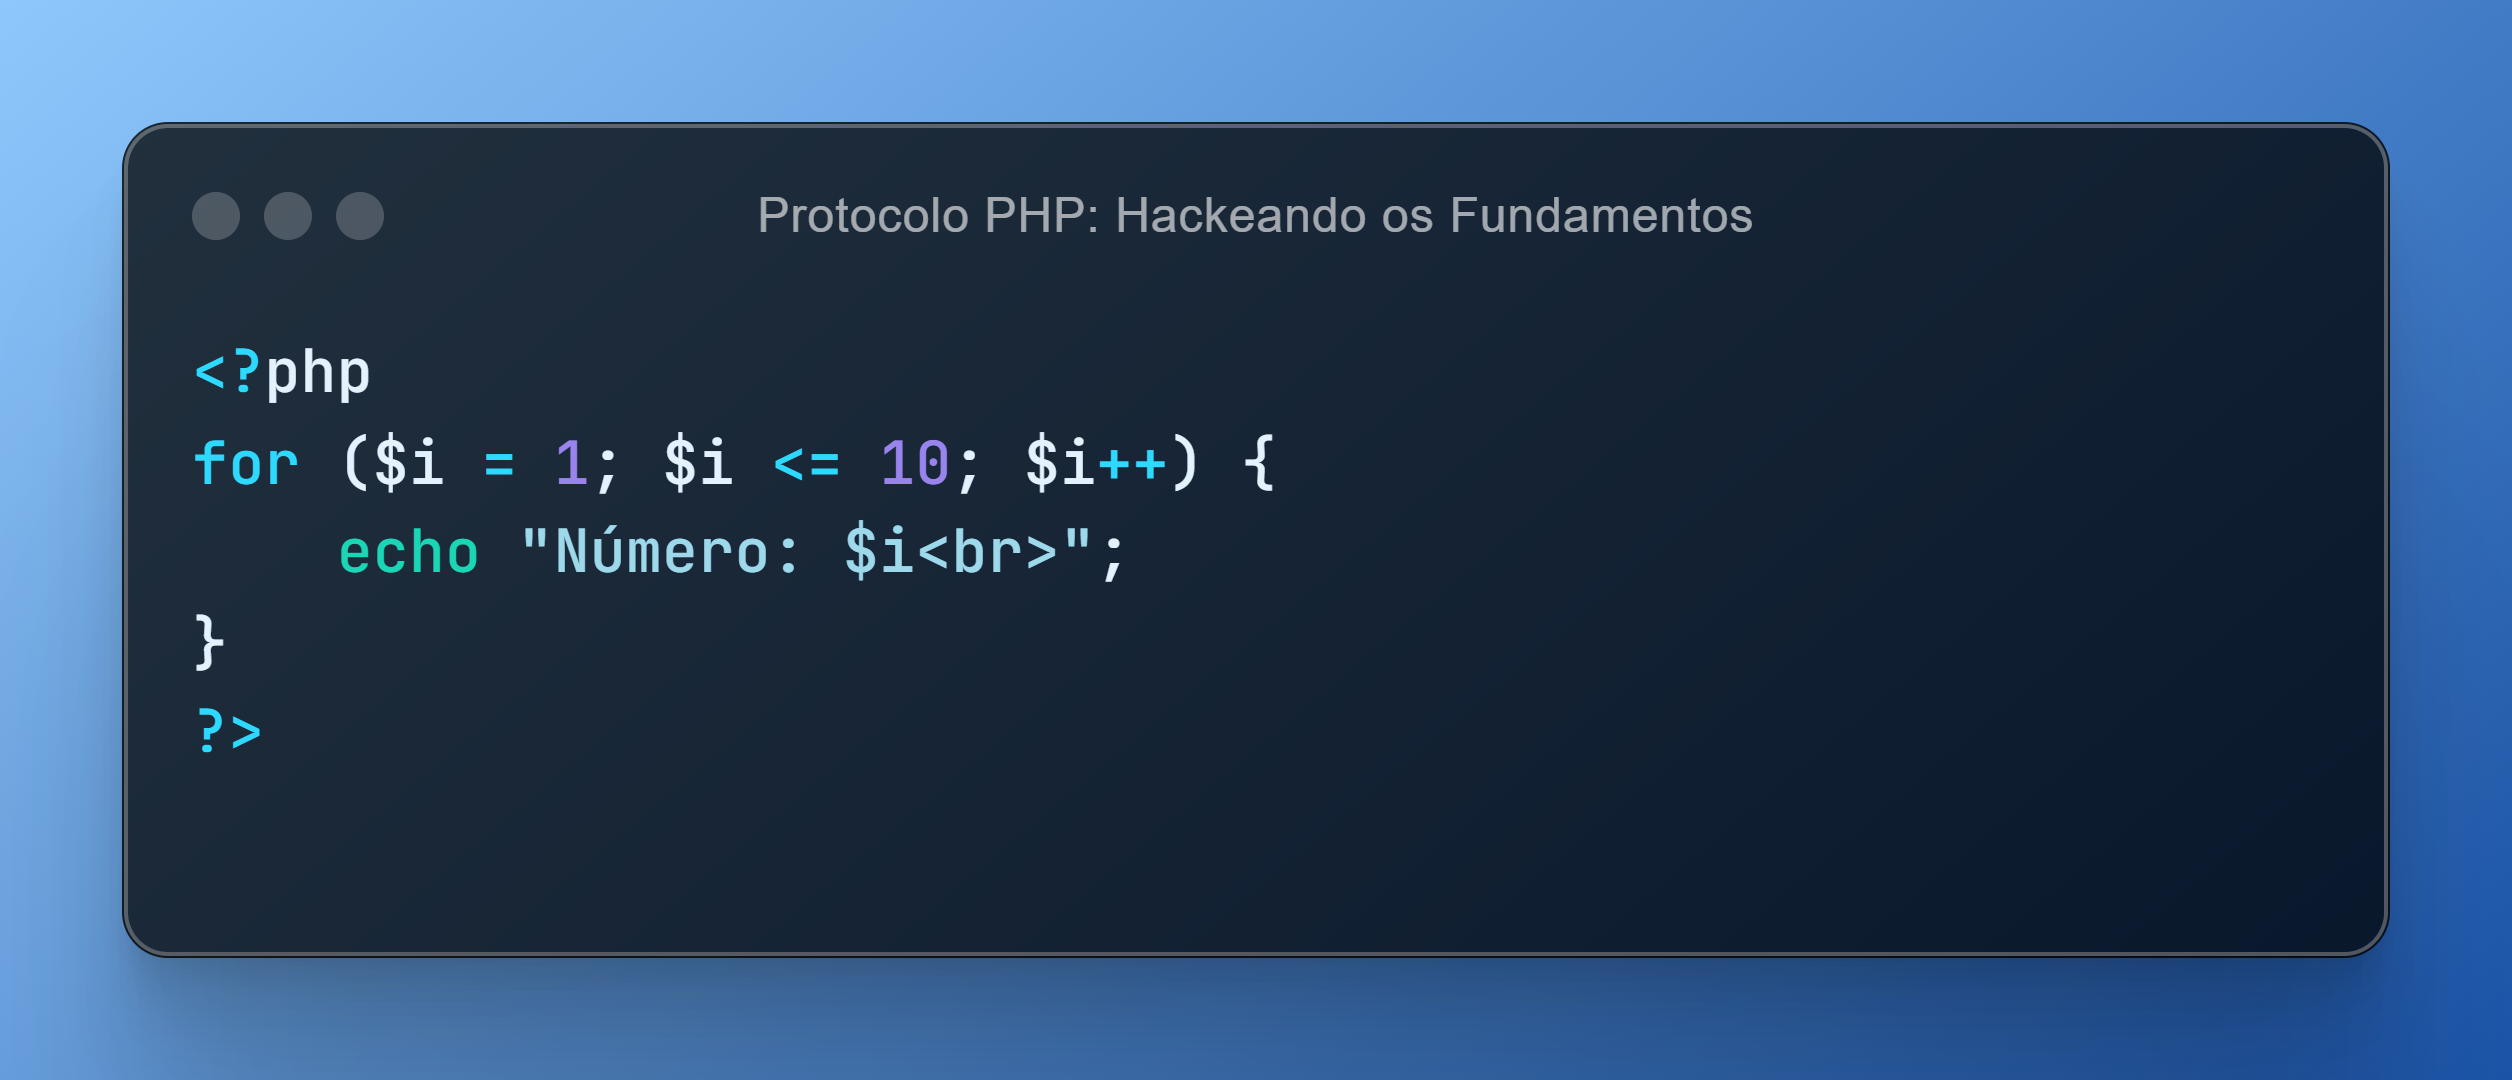 Protocolo PHP: Hackeando os Fundamentos
<?php
for ($i = 1; $i <= 10; $i++) {
    echo "Número: $i<br>";
}
?>